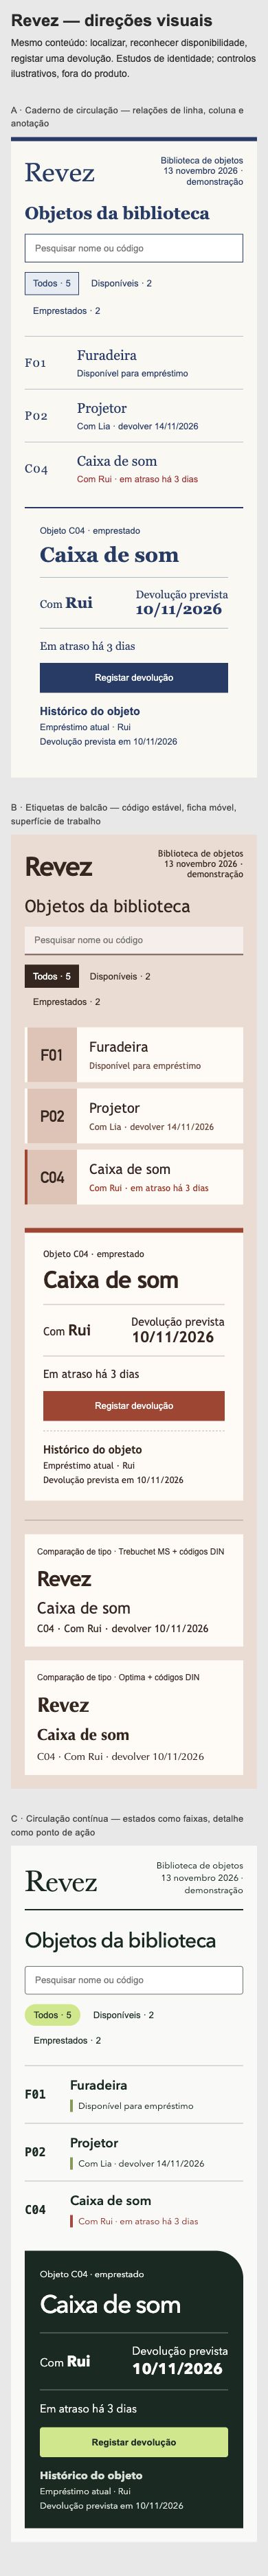 Revez — direções visuais
Mesmo conteúdo: localizar, reconhecer disponibilidade,
registar uma devolução. Estudos de identidade; controlos
ilustrativos, fora do produto.
A · Caderno de circulação — relações de linha, coluna e
anotação
Revez
Biblioteca de objetos
13 novembro 2026 ·
demonstração
Objetos da biblioteca
Pesquisar nome ou código
Todos · 5
Disponíveis · 2
Emprestados · 2
F01
Furadeira
Disponível para empréstimo
P02
Projetor
Com Lia · devolver 14/11/2026
C04
Caixa de som
Com Rui · em atraso há 3 dias
Objeto C04 · emprestado
Caixa de som
Com Rui
Devolução prevista
10/11/2026
Em atraso há 3 dias
Registar devolução
Histórico do objeto
Empréstimo atual · Rui
Devolução prevista em 10/11/2026
B · Etiquetas de balcão — código estável, ficha móvel,
superfície de trabalho
Revez
Biblioteca de objetos
13 novembro 2026 ·
demonstração
Objetos da biblioteca
Pesquisar nome ou código
Todos · 5
Disponíveis · 2
Emprestados · 2
F01
Furadeira
Disponível para empréstimo
P02
Projetor
Com Lia · devolver 14/11/2026
C04
Caixa de som
Com Rui · em atraso há 3 dias
Objeto C04 · emprestado
Caixa de som
Com Rui
Devolução prevista
10/11/2026
Em atraso há 3 dias
Registar devolução
Histórico do objeto
Empréstimo atual · Rui
Devolução prevista em 10/11/2026
Comparação de tipo · Trebuchet MS + códigos DIN
Revez
Caixa de som
C04 · Com Rui · devolver 10/11/2026
Comparação de tipo · Optima + códigos DIN
Revez
Caixa de som
C04 · Com Rui · devolver 10/11/2026
C · Circulação contínua — estados como faixas, detalhe
como ponto de ação
Revez
Biblioteca de objetos
13 novembro 2026 ·
demonstração
Objetos da biblioteca
Pesquisar nome ou código
Todos · 5
Disponíveis · 2
Emprestados · 2
F01
Furadeira
Disponível para empréstimo
P02
Projetor
Com Lia · devolver 14/11/2026
C04
Caixa de som
Com Rui · em atraso há 3 dias
Objeto C04 · emprestado
Caixa de som
Com Rui
Devolução prevista
10/11/2026
Em atraso há 3 dias
Registar devolução
Histórico do objeto
Empréstimo atual · Rui
Devolução prevista em 10/11/2026